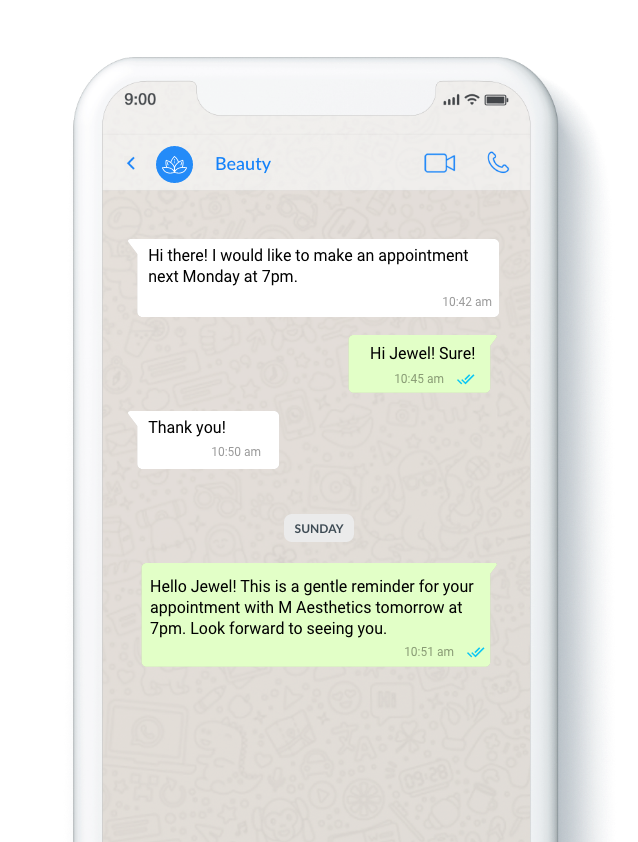 9:00
Beauty
Hi there! I would like to make an appointment
next Monday at 7pm.
10:42 am
Hi Jewel! Sure!
10:45 am
Thank you!
10:50 am
SUNDAY
Hello Jewel! This is a gentle reminder for your
appointment with M Aesthetics tomorrow at
7pm. Look forward to seeing you.
10:51 am
09:28